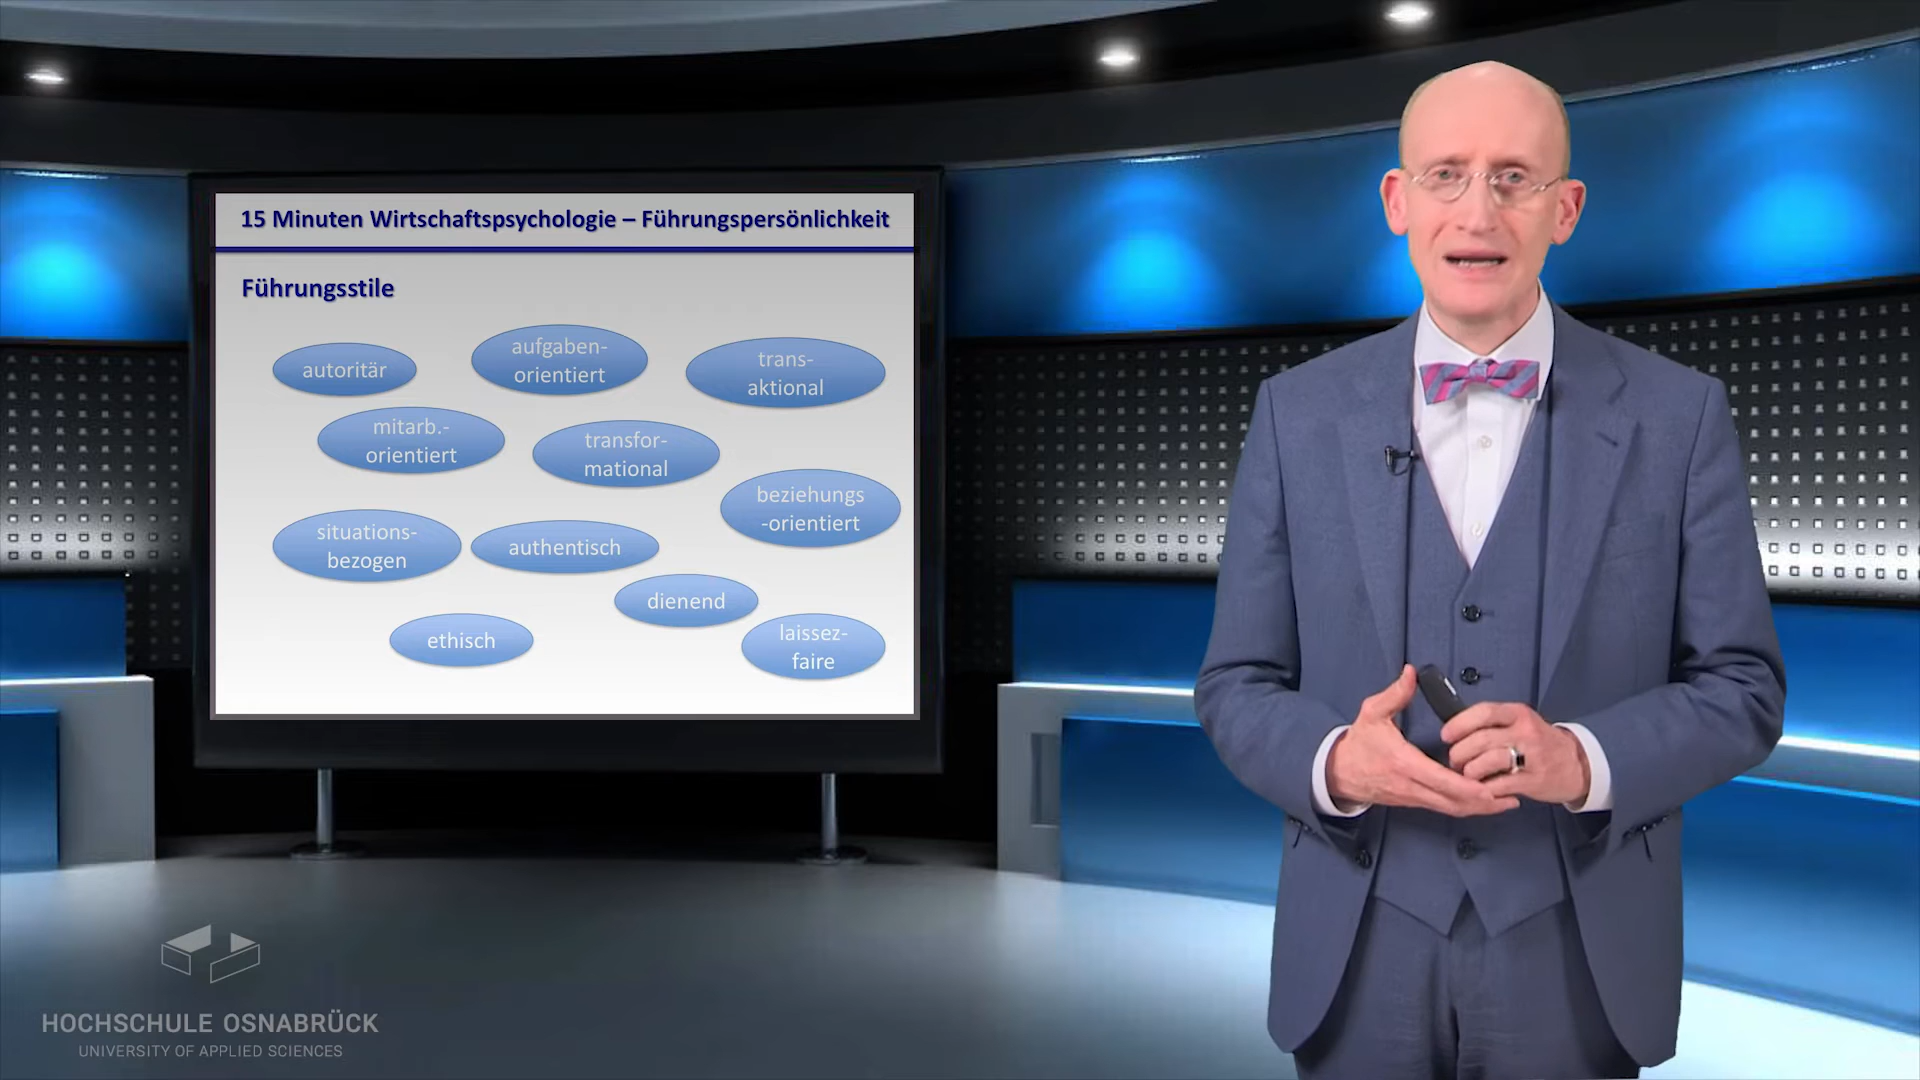 15 Minuten Wirtschaftspsychologie – Führungspersönlichkeit
Führungsstile
autoritär
aufgaben-
orientiert
trans-
aktional
mitarb.-
orientiert
transfor-
mational
beziehungs
-orientiert
situations-
bezogen
authentisch
dienend
ethisch
laissez-
faire
HOCHSCHULE OSNABRÜCK
UNIVERSITY OF APPLIED SCIENCES